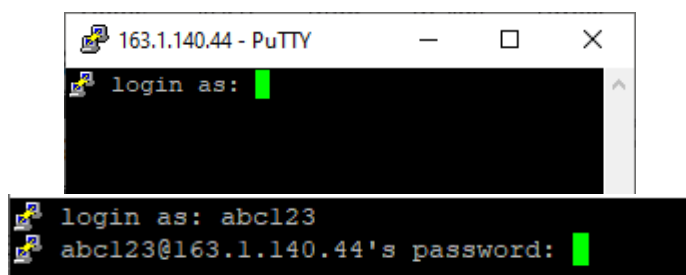 163.1.140.44 - PuTTY
login as:
login as: abc123
abc123@163.1.140.44's password: